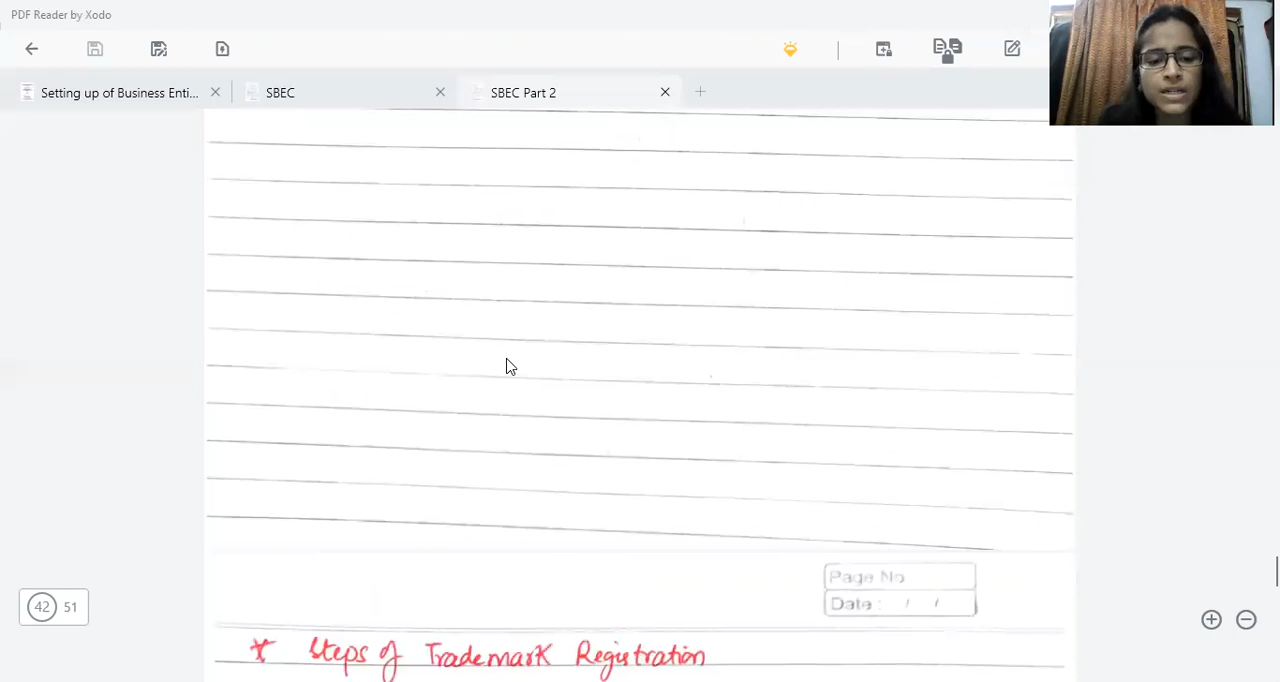 PDF Reader by Xodo
Setting up of Business Enti...
SBEC
SBEC Part 2
Page No
Date : / /
42 51
* Steps of Trademark Registration